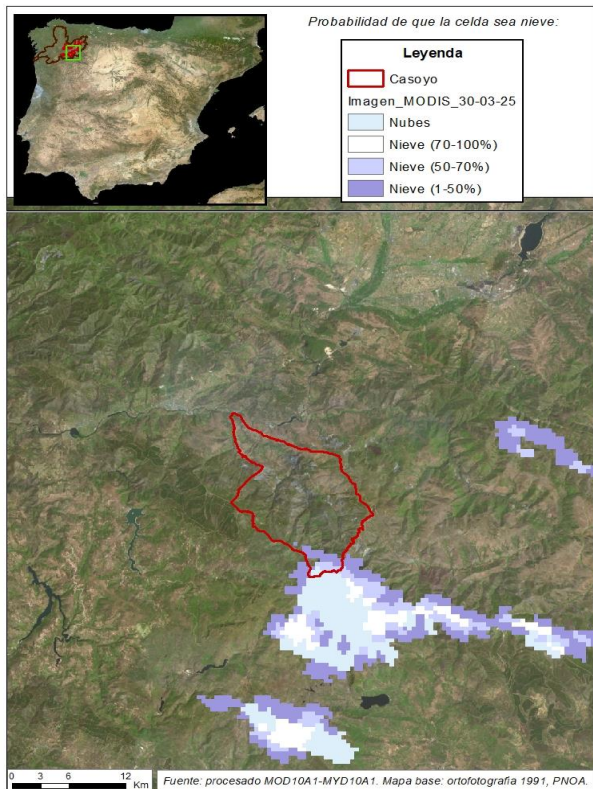 Probabilidad de que la celda sea nieve:
Leyenda
Casoyo
Imagen_MODIS_30-03-25
Nubes
Nieve (70-100%)
Nieve (50-70%)
Nieve (1-50%)
0 3 6 12
Km
Fuente: procesado MOD10A1-MYD10A1. Mapa base: ortofotografia 1991, PNOA.